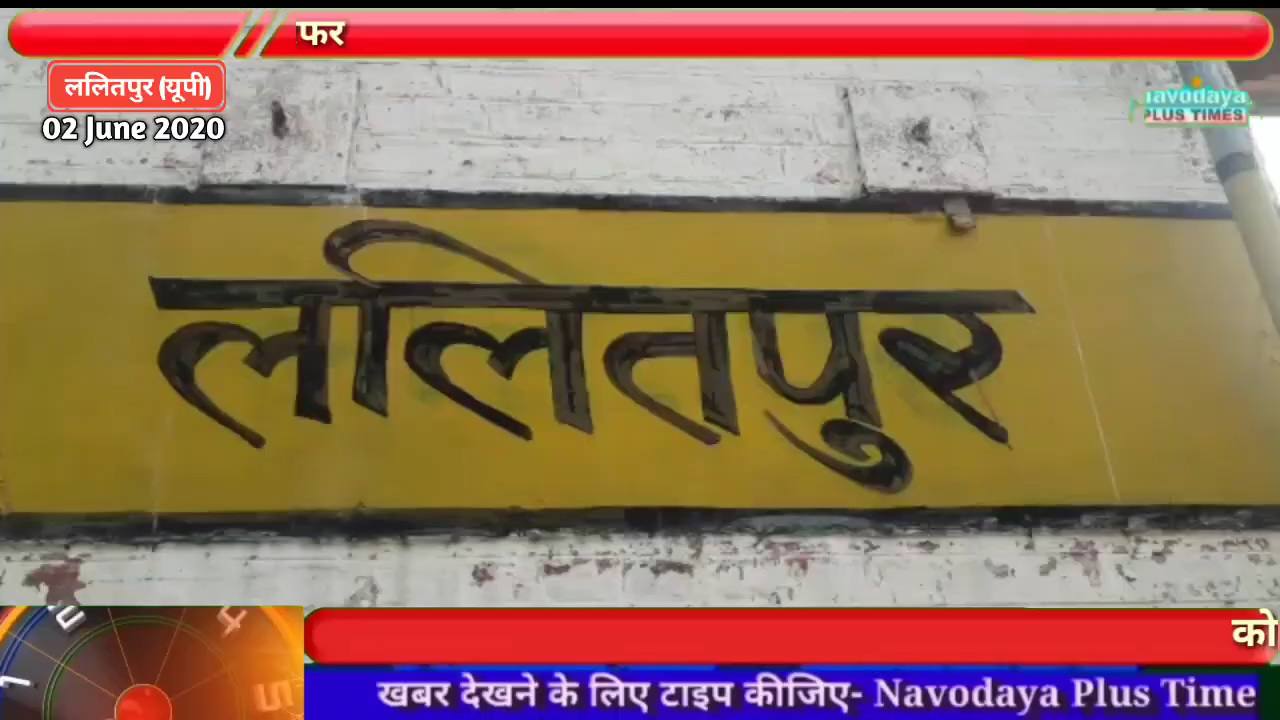 फर
ललितपुर (यूपी)
02 June 2020
navodaya
PLUS TIMES
ललितपुर
को
खबर देखने के लिए टाइप कीजिए- Navodaya Plus Time